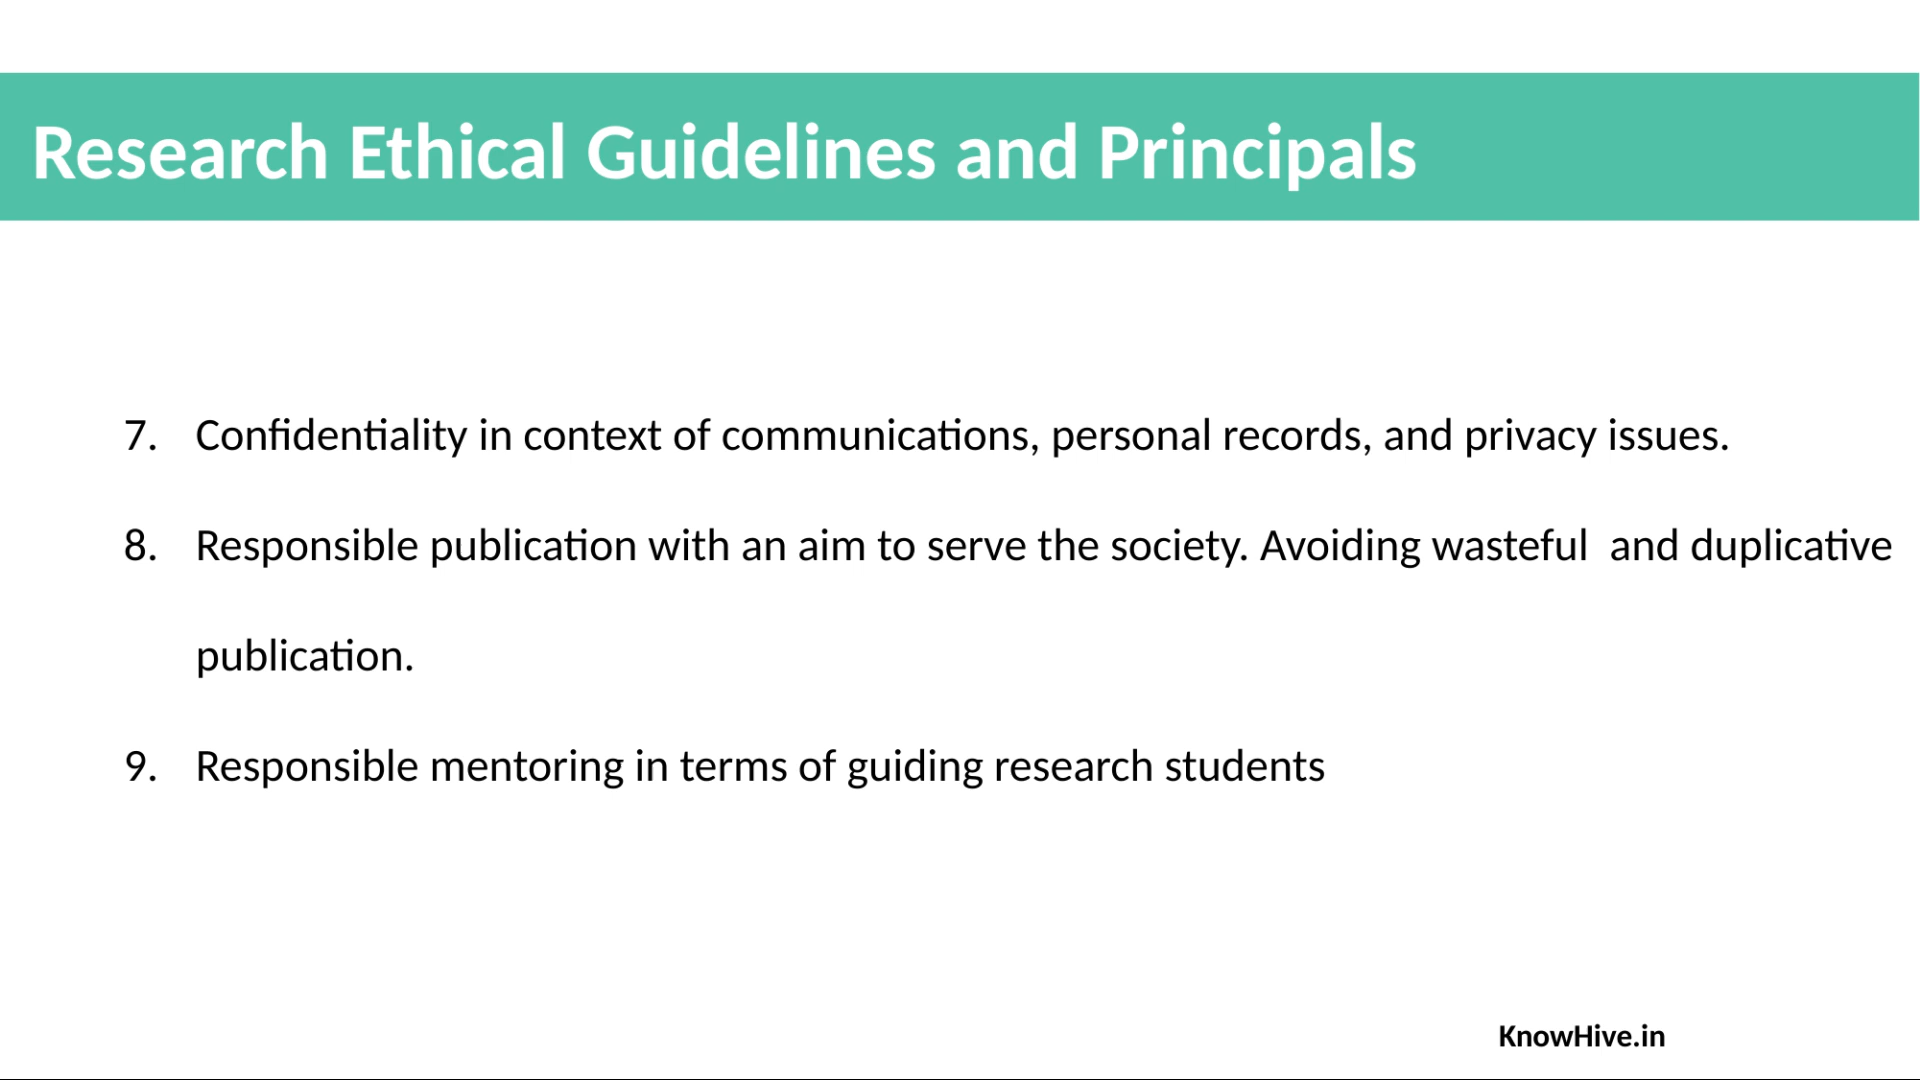 Research Ethical Guidelines and Principals
7. Confidentiality in context of communications, personal records, and privacy issues.
8. Responsible publication with an aim to serve the society. Avoiding wasteful  and duplicative
publication.
9. Responsible mentoring in terms of guiding research students
KnowHive.in